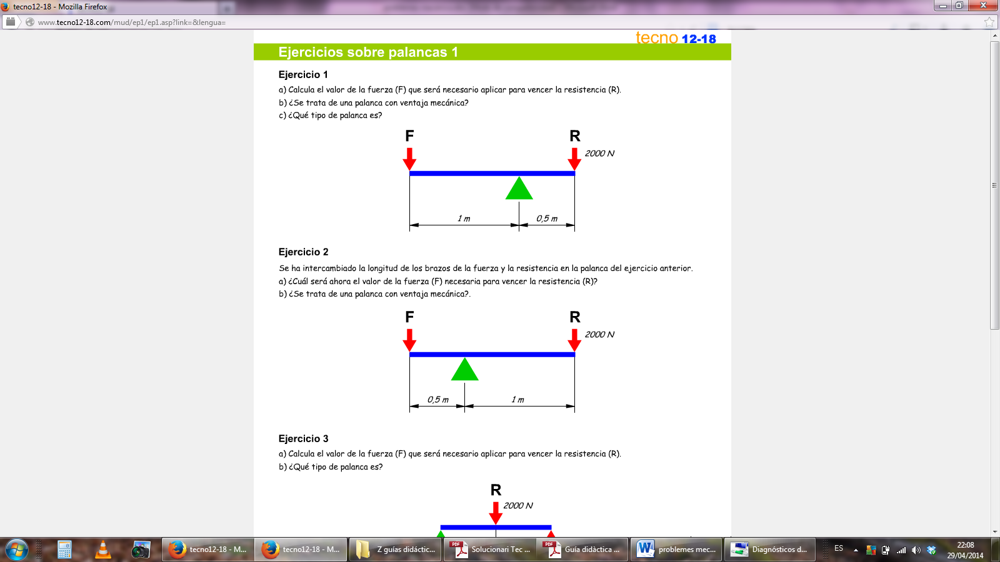 tecno12-18 - Mozilla Firefox
www.tecno12-18.com/mud/ep1/ep1.asp?link=&lengua=
tecno 12-18
Ejercicios sobre palancas 1
Ejercicio 1
a) Calcula el valor de la fuerza (F) que será necesario aplicar para vencer la resistencia (R).
b) ¿Se trata de una palanca con ventaja mecánica?
c) ¿Qué tipo de palanca es?
F R
2000 N
1 m 0,5 m
Ejercicio 2
Se ha intercambiado la longitud de los brazos de la fuerza y la resistencia en la palanca del ejercicio anterior.
a) ¿Cuál será ahora el valor de la fuerza (F) necesaria para vencer la resistencia (R)?
b) ¿Se trata de una palanca con ventaja mecánica?.
F R
2000 N
0,5 m 1 m
Ejercicio 3
a) Calcula el valor de la fuerza (F) que será necesario aplicar para vencer la resistencia (R).
b) ¿Qué tipo de palanca es?
R
2000 N
tecno12-18 - M... tecno12-18 - M... Z guías didáctic... Solucionari Tec ... Guía didàctica ... problemes mec... Diagnósticos d... ES 22:08
29/04/2014